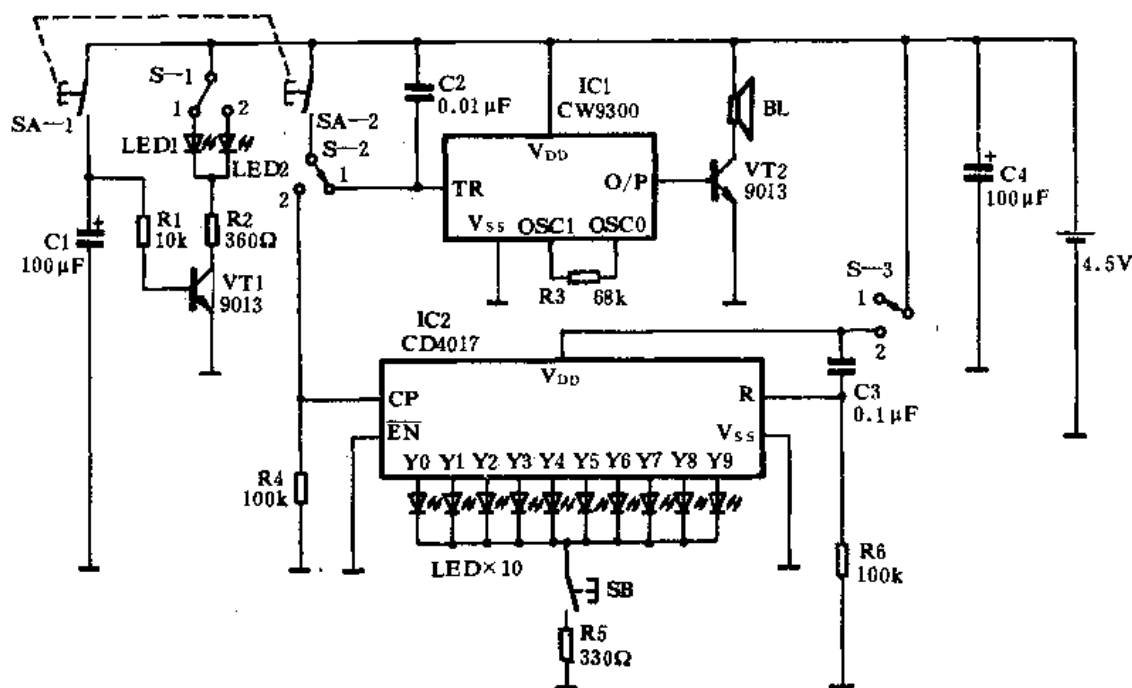 S—1
SA—1
1
2
LED1
LED2
SA—2
S—2
1
2
C2
0.01μF
IC1
CW9300
VDD
TR
O/P
VSS
OSC1
OSC0
R3
68k
BL
VT2
9013
C4
100μF
4.5V
C1
100μF
R1
10k
R2
360Ω
VT1
9013
S—3
1
2
IC2
CD4017
VDD
CP
EN
R
VSS
Y0 Y1 Y2 Y3 Y4 Y5 Y6 Y7 Y8 Y9
C3
0.1μF
R4
100k
LED×10
SB
R5
330Ω
R6
100k